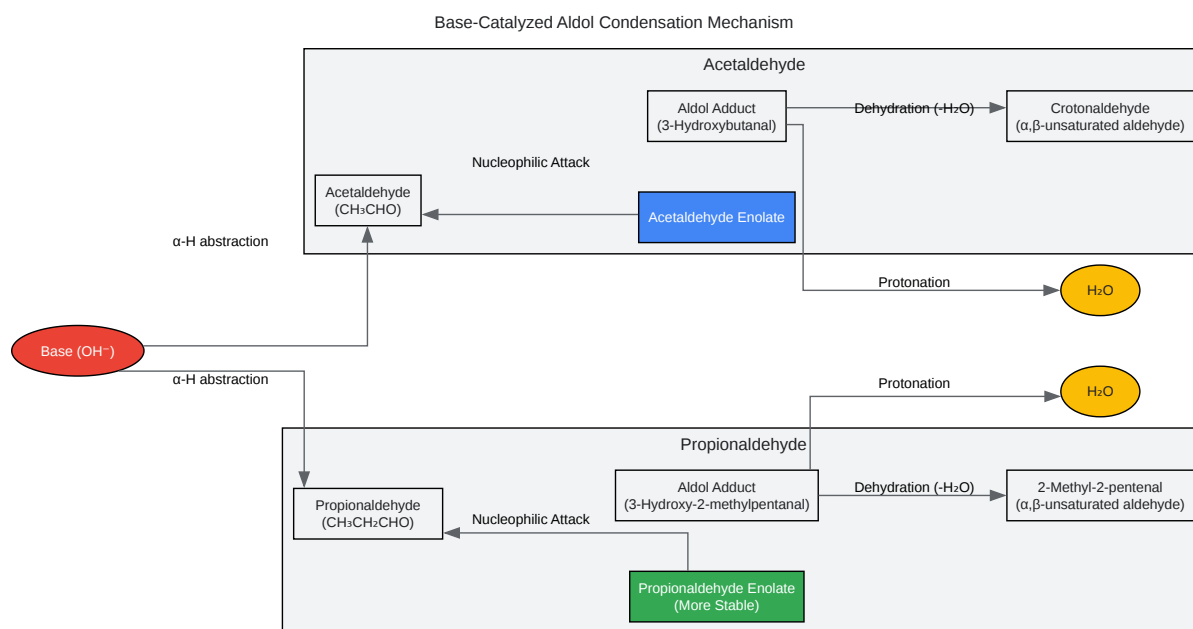 Base-Catalyzed Aldol Condensation Mechanism
Acetaldehyde
Aldol Adduct
(3-Hydroxybutanal)
Dehydration (-H₂O)
Crotonaldehyde
(α,β-unsaturated aldehyde)
Nucleophilic Attack
Acetaldehyde
(CH₃CHO)
Acetaldehyde Enolate
α-H abstraction
Protonation
H₂O
Base (OH⁻)
α-H abstraction
Protonation
H₂O
Propionaldehyde
Aldol Adduct
(3-Hydroxy-2-methylpentanal)
Dehydration (-H₂O)
2-Methyl-2-pentenal
(α,β-unsaturated aldehyde)
Propionaldehyde
(CH₃CH₂CHO)
Nucleophilic Attack
Propionaldehyde Enolate
(More Stable)